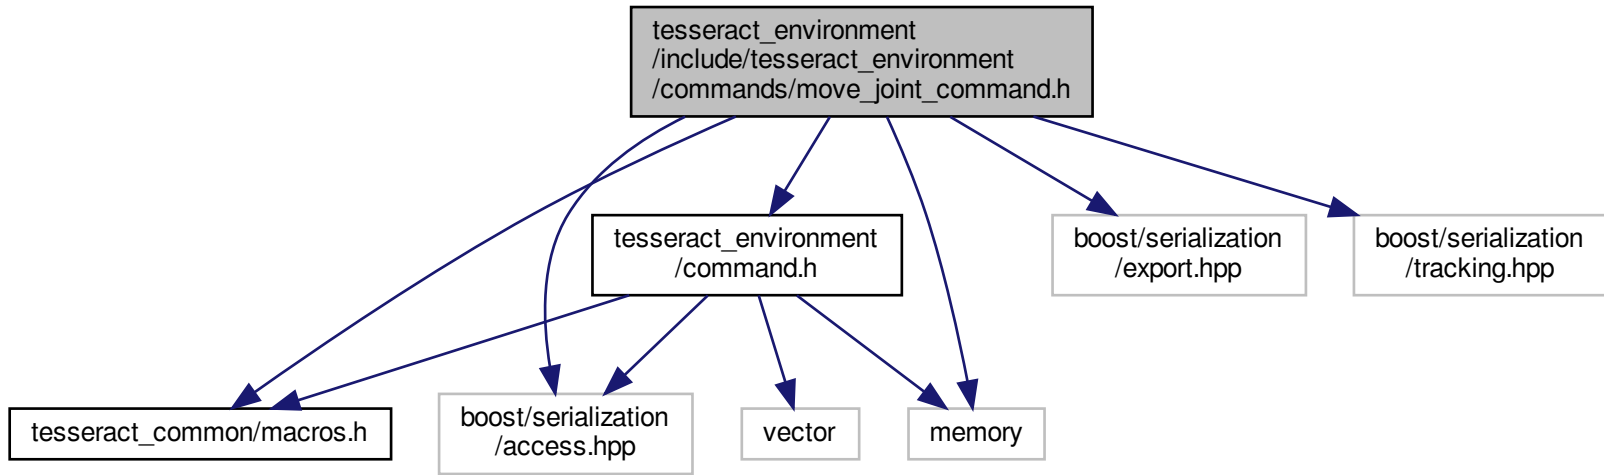 tesseract_environment
/include/tesseract_environment
/commands/move_joint_command.h
tesseract_environment
/command.h
boost/serialization
/export.hpp
boost/serialization
/tracking.hpp
tesseract_common/macros.h
boost/serialization
/access.hpp
vector
memory